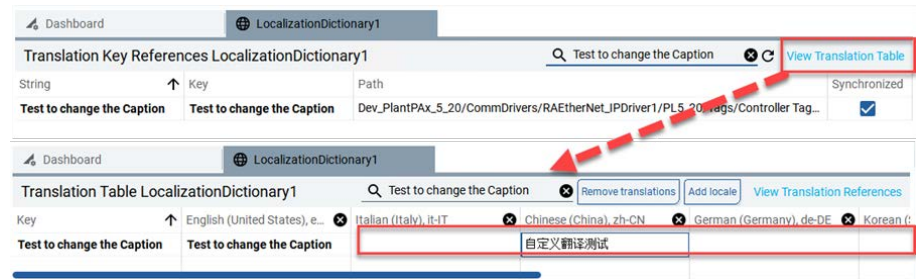 Dashboard LocalizationDictionary1
Translation Key References LocalizationDictionary1 Test to change the Caption View Translation Table
String Key Path Synchronized
Test to change the Caption Test to change the Caption Dev_PlantPAx_5_20/CommDrivers/RAEtherNet_IPDriver1/PL5_20/Tags/Controller Tag...
Dashboard LocalizationDictionary1
Translation Table LocalizationDictionary1 Test to change the Caption Remove translations Add locale View Translation References
Key English (United States), e... Italian (Italy), it-IT Chinese (China), zh-CN German (Germany), de-DE Korean (
Test to change the Caption Test to change the Caption 自定义翻译测试